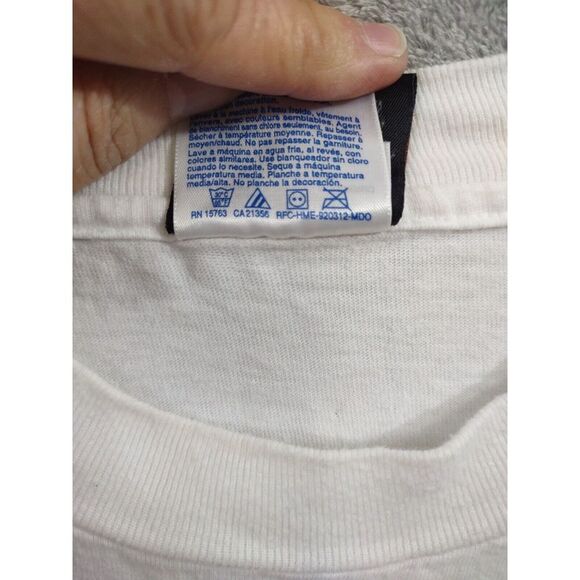 decoration.
Laver à la machine à l'eau froide, vêtement à
l'envers, avec couleurs semblables. Agent
de blanchiment sans chlore seulement, au besoin.
Sécher à température moyenne. Repasser à
moyen/chaud. Ne pas repasser la garniture.
Lave a máquina en agua fría, al revés, con
colores similares. Use blanqueador sin cloro
cuando lo necesite. Seque a máquina a
temperatura media. Planche a temperatura
media/alta. No planche la decoración.
30°C
RN 15763 CA 21356 RFC-HME-920312-MDO